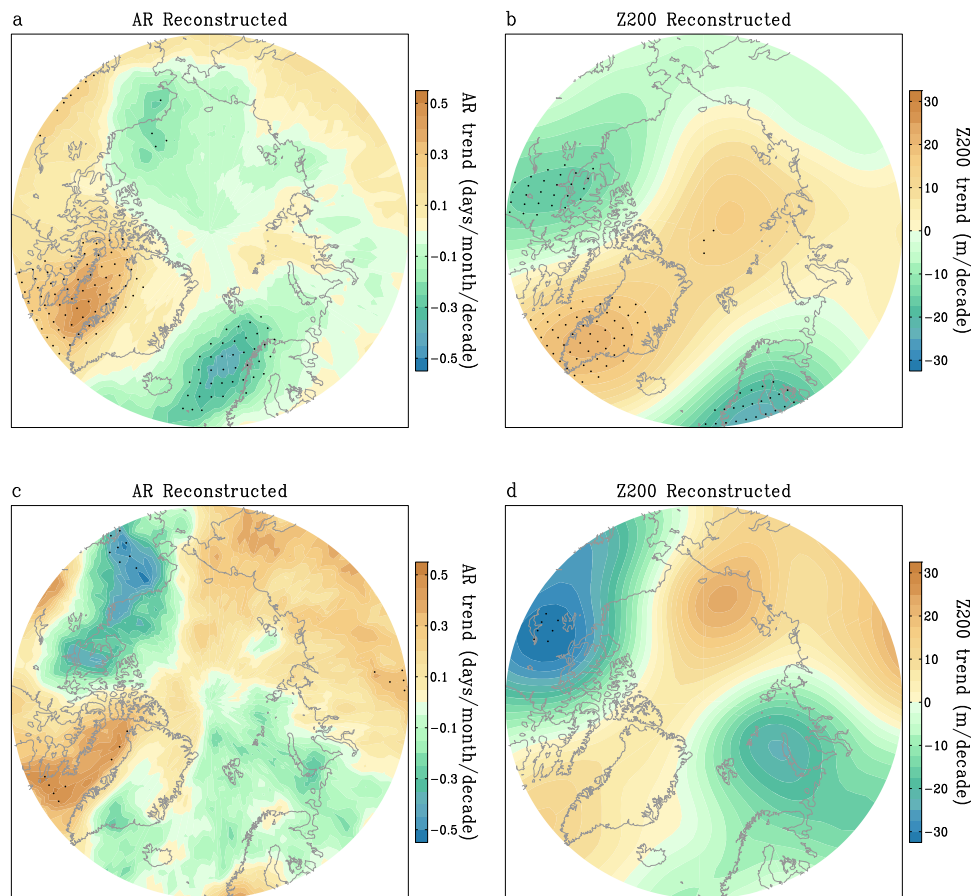 a
AR Reconstructed
0.5
0.3
0.1
−0.1
−0.3
−0.5
AR trend (days/month/decade)
b
Z200 Reconstructed
30
20
10
0
−10
−20
−30
Z200 trend (m/decade)
c
AR Reconstructed
0.5
0.3
0.1
−0.1
−0.3
−0.5
AR trend (days/month/decade)
d
Z200 Reconstructed
30
20
10
0
−10
−20
−30
Z200 trend (m/decade)